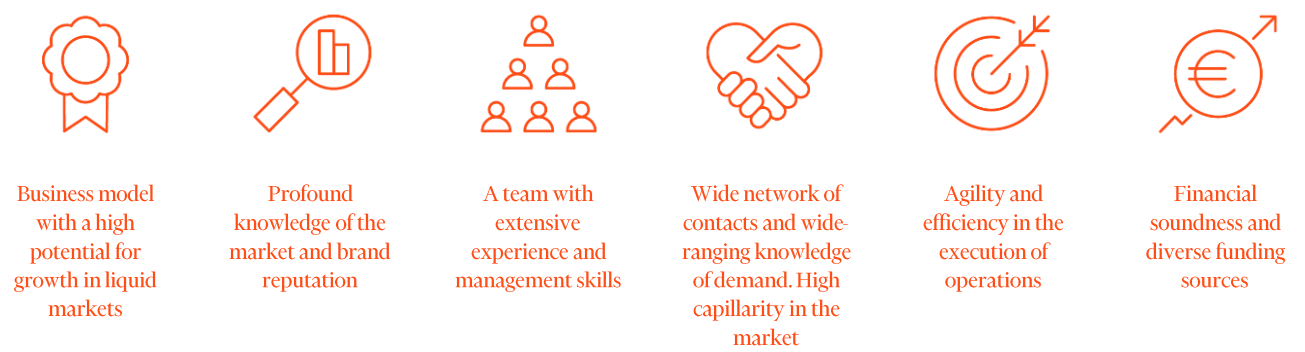 Business model
with a high
potential for
growth in liquid
markets
Profound
knowledge of the
market and brand
reputation
A team with
extensive
experience and
management skills
Wide network of
contacts and wide-
ranging knowledge
of demand. High
capillarity in the
market
Agility and
efficiency in the
execution of
operations
Financial
soundness and
diverse funding
sources